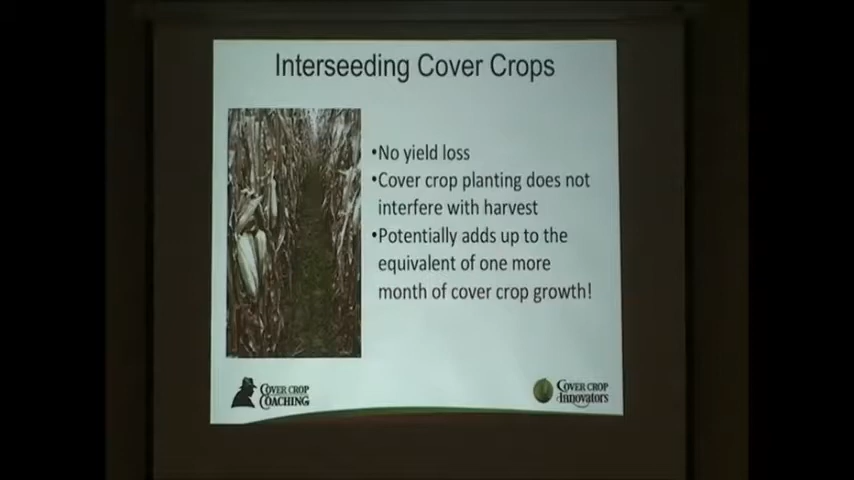 Interseeding Cover Crops
•No yield loss
•Cover crop planting does not
interfere with harvest
•Potentially adds up to the
equivalent of one more
month of cover crop growth!
COVER CROP
COACHING
COVER CROP
Innovators